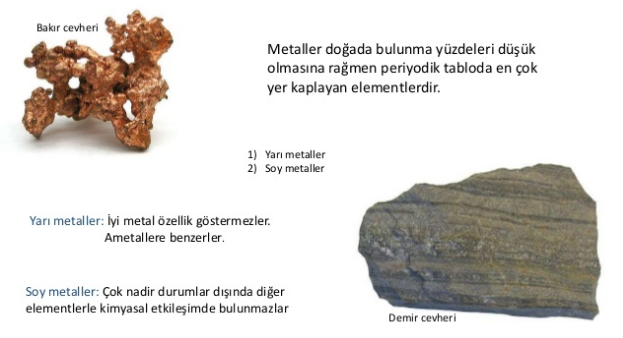 Bakır cevheri
Metaller doğada bulunma yüzdeleri düşük
olmasına rağmen periyodik tabloda en çok
yer kaplayan elementlerdir.
1) Yarı metaller
2) Soy metaller
Yarı metaller: İyi metal özellik göstermezler.
Ametallere benzerler.
Soy metaller: Çok nadir durumlar dışında diğer
elementlerle kimyasal etkileşimde bulunmazlar
Demir cevheri